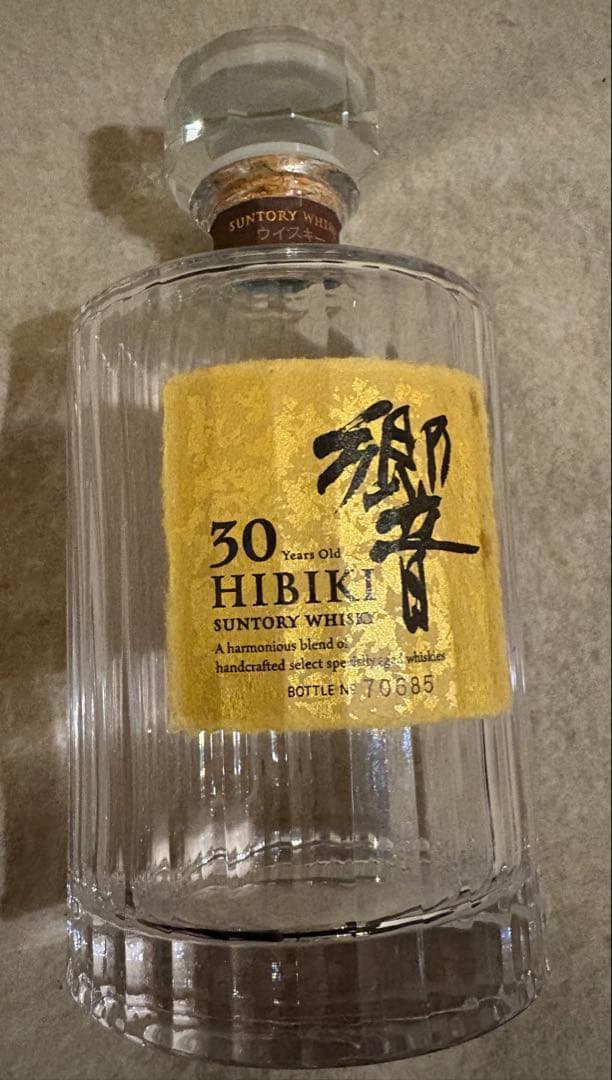 SUNTORY WHIS
ウイスキー
響
30 Years Old
HIBIKI
SUNTORY WHISKY
A harmonious blend of
handcrafted select specially aged whiskies
BOTTLE Nº 70685